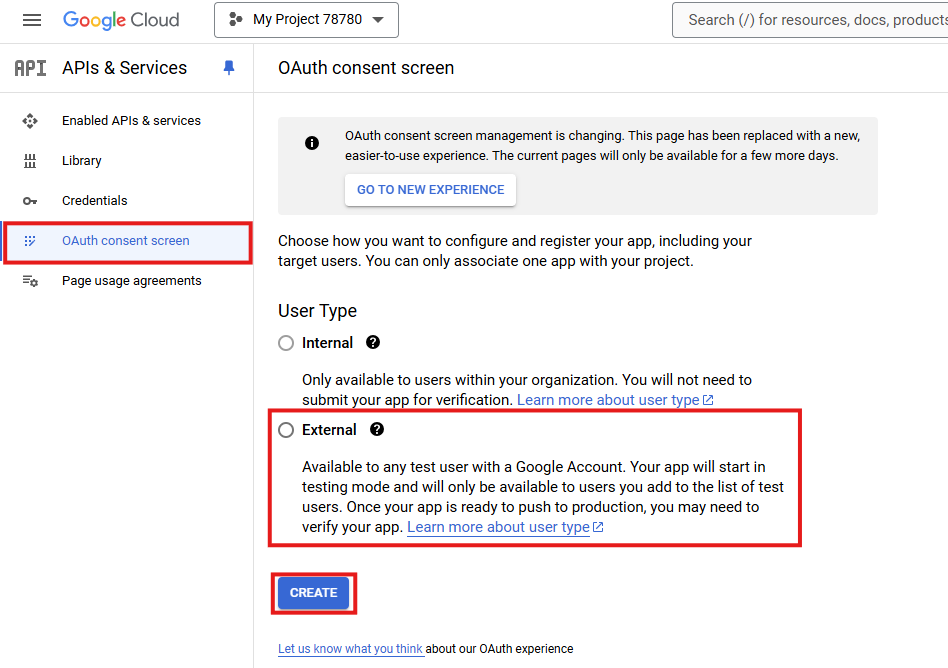 Google Cloud
My Project 78780
Search (/) for resources, docs, products
API
APIs & Services
OAuth consent screen
Enabled APIs & services
Library
Credentials
OAuth consent screen
Page usage agreements
OAuth consent screen management is changing. This page has been replaced with a new,
easier-to-use experience. The current pages will only be available for a few more days.
GO TO NEW EXPERIENCE
Choose how you want to configure and register your app, including your
target users. You can only associate one app with your project.
User Type
Internal
Only available to users within your organization. You will not need to
submit your app for verification. Learn more about user type
External
Available to any test user with a Google Account. Your app will start in
testing mode and will only be available to users you add to the list of test
users. Once your app is ready to push to production, you may need to
verify your app. Learn more about user type
CREATE
Let us know what you think about our OAuth experience